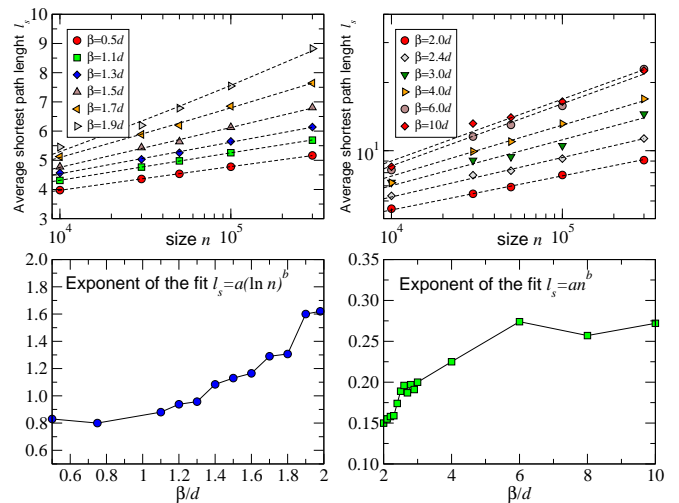 Average shortest path lenght l_s
10
9
8
7
6
5
4
3
β=0.5d
β=1.1d
β=1.3d
β=1.5d
β=1.7d
β=1.9d
10^4
size n
10^5
Average shortest path lenght l_s
10^1
β=2.0d
β=2.4d
β=3.0d
β=4.0d
β=6.0d
β=10d
10^4
size n
10^5
Exponent of the fit l_s=a(ln n)^b
2.0
1.8
1.6
1.4
1.2
1.0
0.8
0.6
0.6
0.8
1
1.2
1.4
1.6
1.8
2
β/d
Exponent of the fit l_s=an^b
0.35
0.30
0.25
0.20
0.15
0.10
2
4
6
8
10
β/d